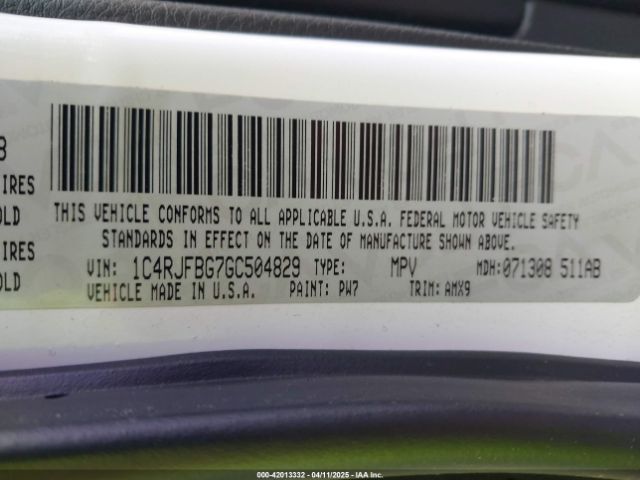 8
IRES
OLD
IRES
OLD
THIS VEHICLE CONFORMS TO ALL APPLICABLE U.S.A. FEDERAL MOTOR VEHICLE SAFETY
STANDARDS IN EFFECT ON THE DATE OF MANUFACTURE SHOWN ABOVE.
VIN: 1C4RJFBG7GC504829 TYPE: MPV MDH:071308 511AB
VEHICLE MADE IN U.S.A. PAINT: PW7 TRIM: AMX9
000-42013332 - 04/11/2025 - IAA Inc.